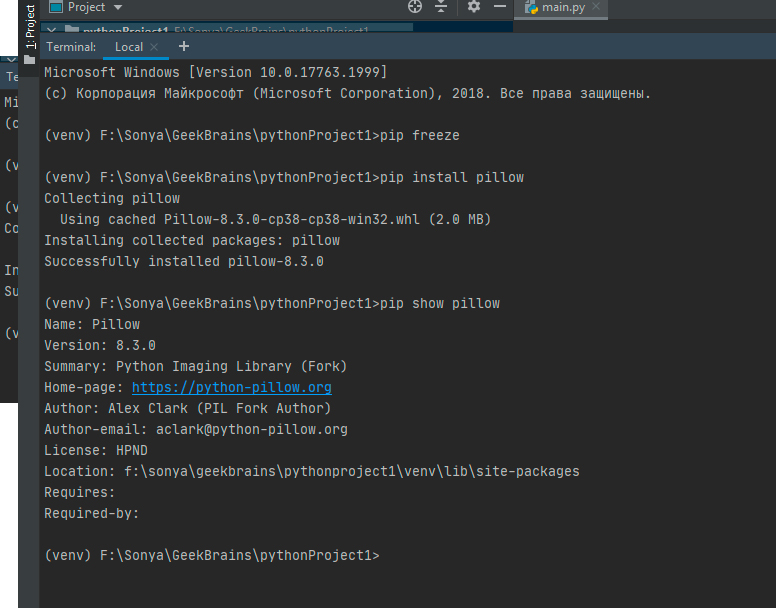 Project
main.py
1: Project
pythonProject1 F:\Sonya\GeekBrains\pythonProject1
Terminal: Local
Microsoft Windows [Version 10.0.17763.1999]
(c) Корпорация Майкрософт (Microsoft Corporation), 2018. Все права защищены.
(venv) F:\Sonya\GeekBrains\pythonProject1>pip freeze
(venv) F:\Sonya\GeekBrains\pythonProject1>pip install pillow
Collecting pillow
Using cached Pillow-8.3.0-cp38-cp38-win32.whl (2.0 MB)
Installing collected packages: pillow
Successfully installed pillow-8.3.0
(venv) F:\Sonya\GeekBrains\pythonProject1>pip show pillow
Name: Pillow
Version: 8.3.0
Summary: Python Imaging Library (Fork)
Home-page: https://python-pillow.org
Author: Alex Clark (PIL Fork Author)
Author-email: aclark@python-pillow.org
License: HPND
Location: f:\sonya\geekbrains\pythonproject1\venv\lib\site-packages
Requires:
Required-by:
(venv) F:\Sonya\GeekBrains\pythonProject1>